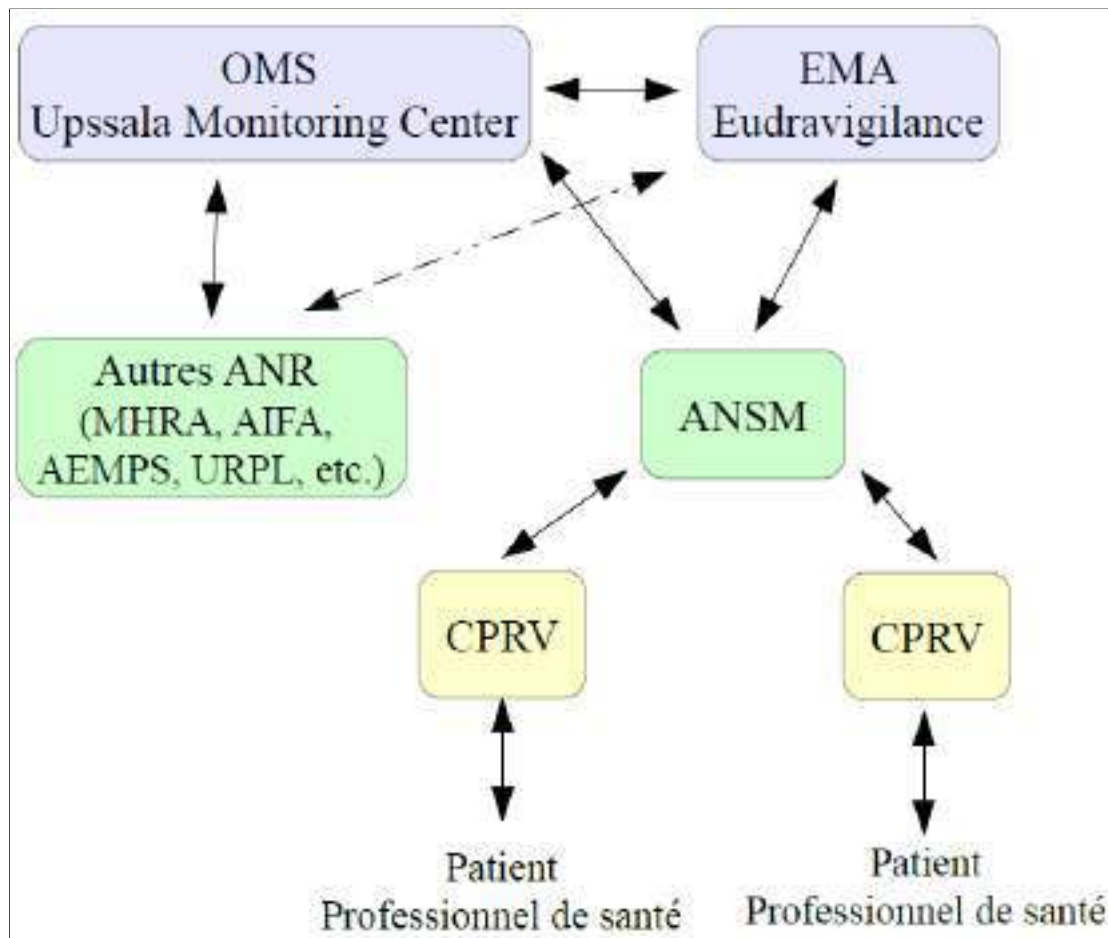 OMS
Upssala Monitoring Center
EMA
Eudravigilance
Autres ANR
(MHRA, AIFA,
AEMPS, URPL, etc.)
ANSM
CPRV
CPRV
Patient
Professionnel de santé
Patient
Professionnel de santé